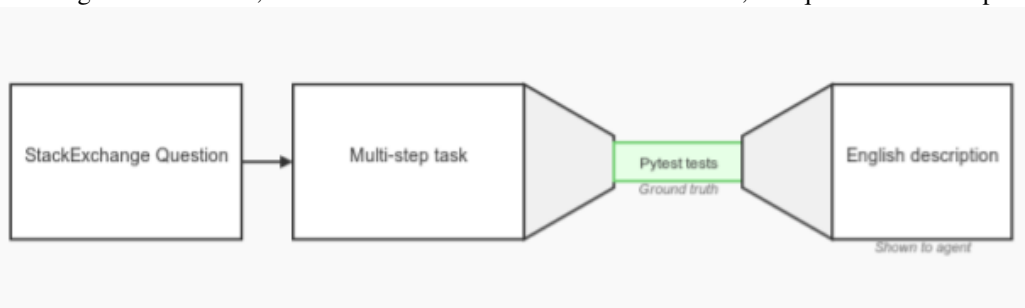 StackExchange Question
Multi-step task
Pytest tests
Ground truth
English description
Shown to agent